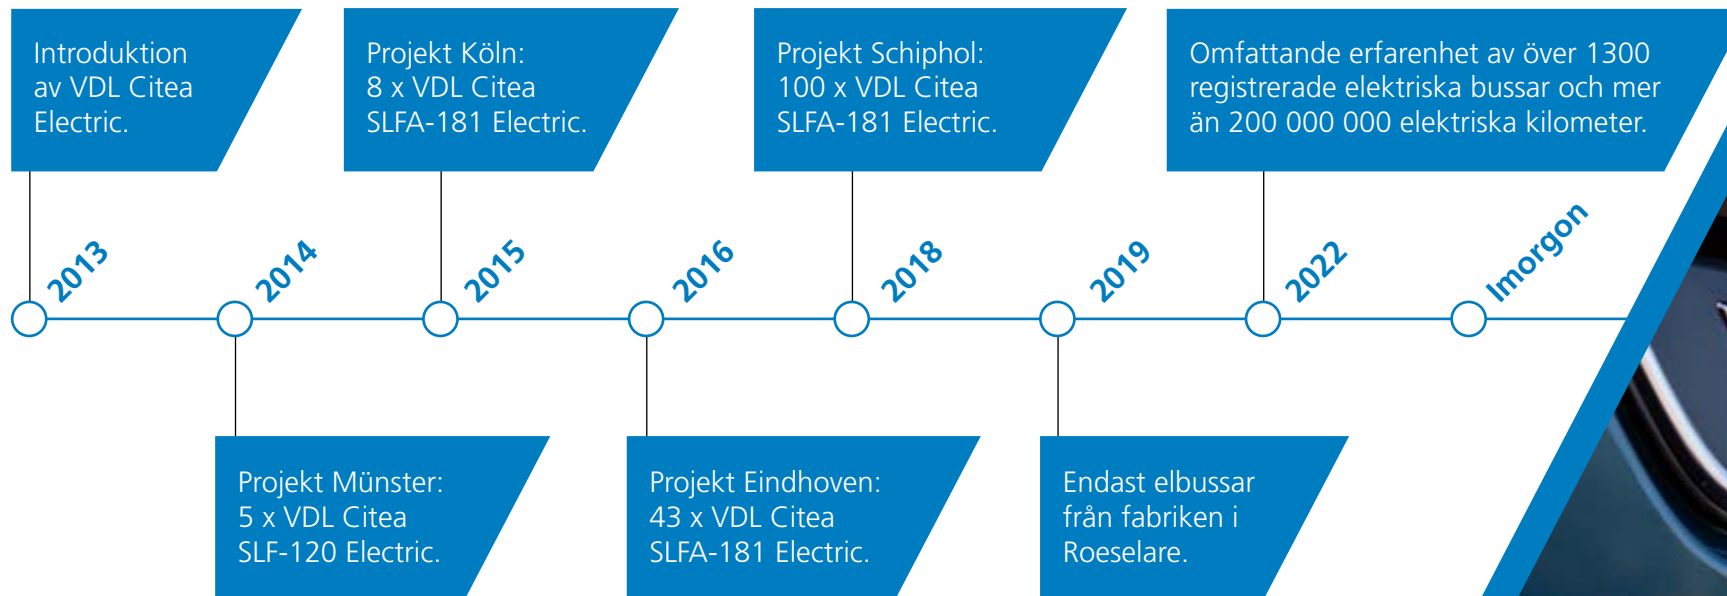 Introduktion
av VDL Citea
Electric.
Projekt Köln:
8 x VDL Citea
SLFA-181 Electric.
Projekt Schiphol:
100 x VDL Citea
SLFA-181 Electric.
Omfattande erfarenhet av över 1300
registrerade elektriska bussar och mer
än 200 000 000 elektriska kilometer.
2013
2014
2015
2016
2018
2019
2022
Imorgon
Projekt Münster:
5 x VDL Citea
SLF-120 Electric.
Projekt Eindhoven:
43 x VDL Citea
SLFA-181 Electric.
Endast elbussar
från fabriken i
Roeselare.